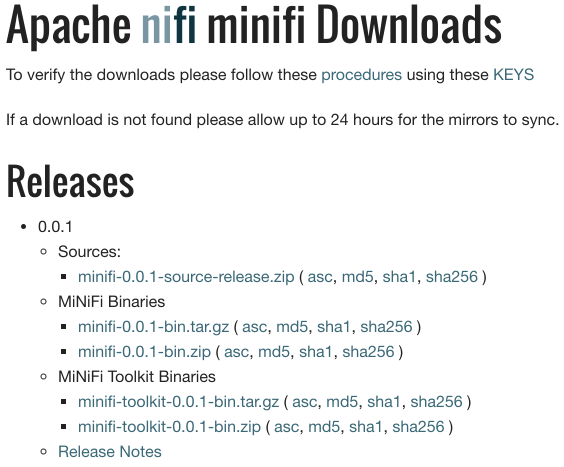 Apache nifi minifi Downloads
To verify the downloads please follow these procedures using these KEYS
If a download is not found please allow up to 24 hours for the mirrors to sync.
Releases
• 0.0.1
◦ Sources:
▪ minifi-0.0.1-source-release.zip ( asc, md5, sha1, sha256 )
◦ MiNiFi Binaries
▪ minifi-0.0.1-bin.tar.gz ( asc, md5, sha1, sha256 )
▪ minifi-0.0.1-bin.zip ( asc, md5, sha1, sha256 )
◦ MiNiFi Toolkit Binaries
▪ minifi-toolkit-0.0.1-bin.tar.gz ( asc, md5, sha1, sha256 )
▪ minifi-toolkit-0.0.1-bin.zip ( asc, md5, sha1, sha256 )
◦ Release Notes